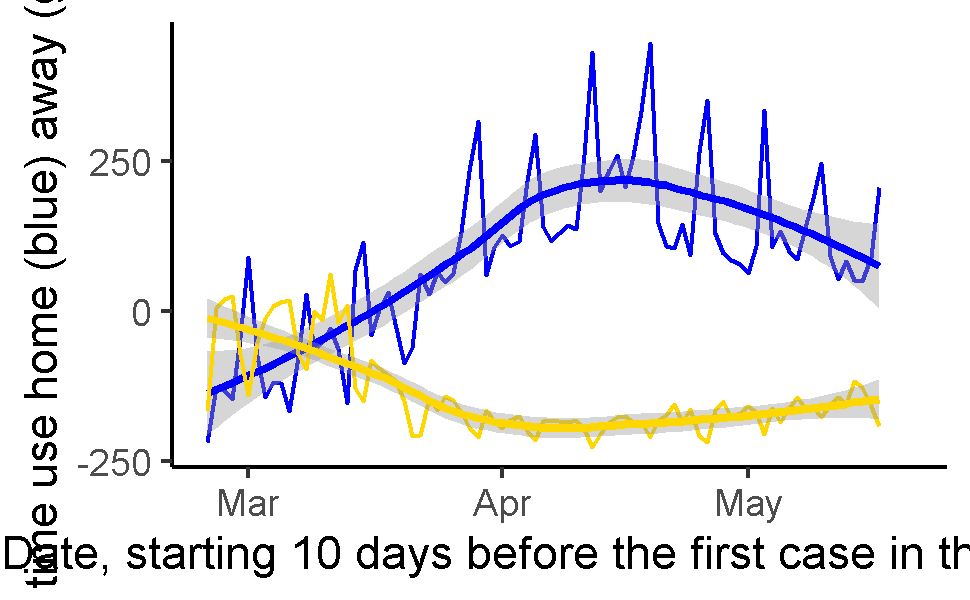 time use home (blue) away (
250
0
-250
Mar Apr May
Date, starting 10 days before the first case in th